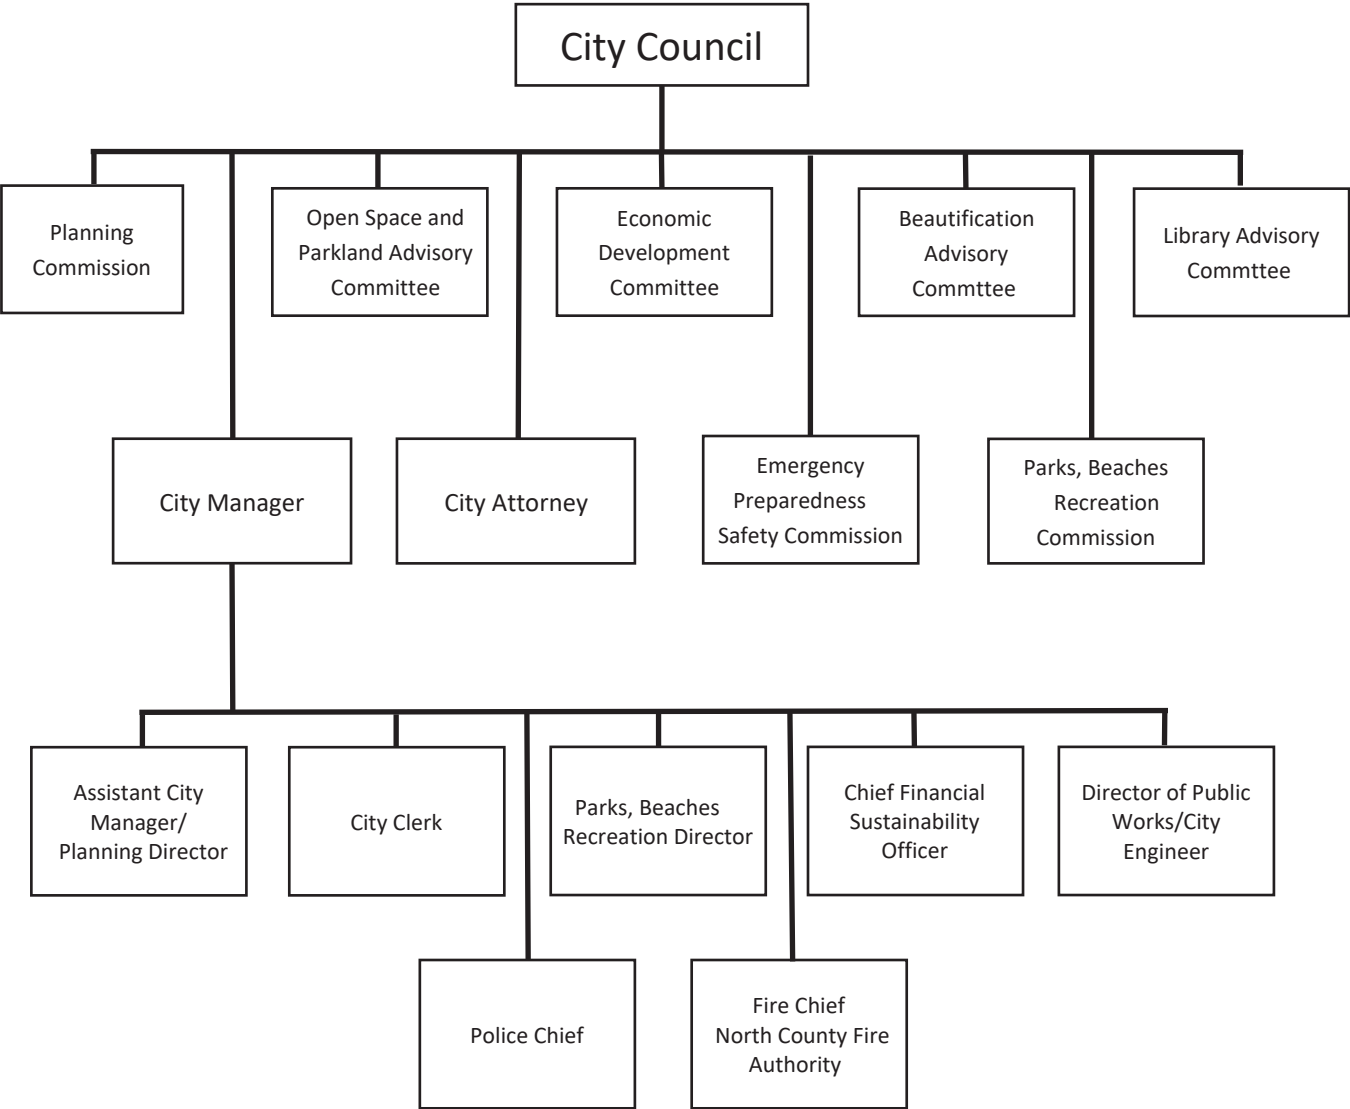 City Council
Planning
Commission
Open Space and
Parkland Advisory
Committee
Economic
Development
Committee
Beautification
Advisory
Commttee
Library Advisory
Commttee
City Manager
City Attorney
Emergency
Preparedness
Safety Commission
Parks, Beaches
Recreation
Commission
Assistant City
Manager/
Planning Director
City Clerk
Parks, Beaches
Recreation Director
Chief Financial
Sustainability
Officer
Director of Public
Works/City
Engineer
Police Chief
Fire Chief
North County Fire
Authority